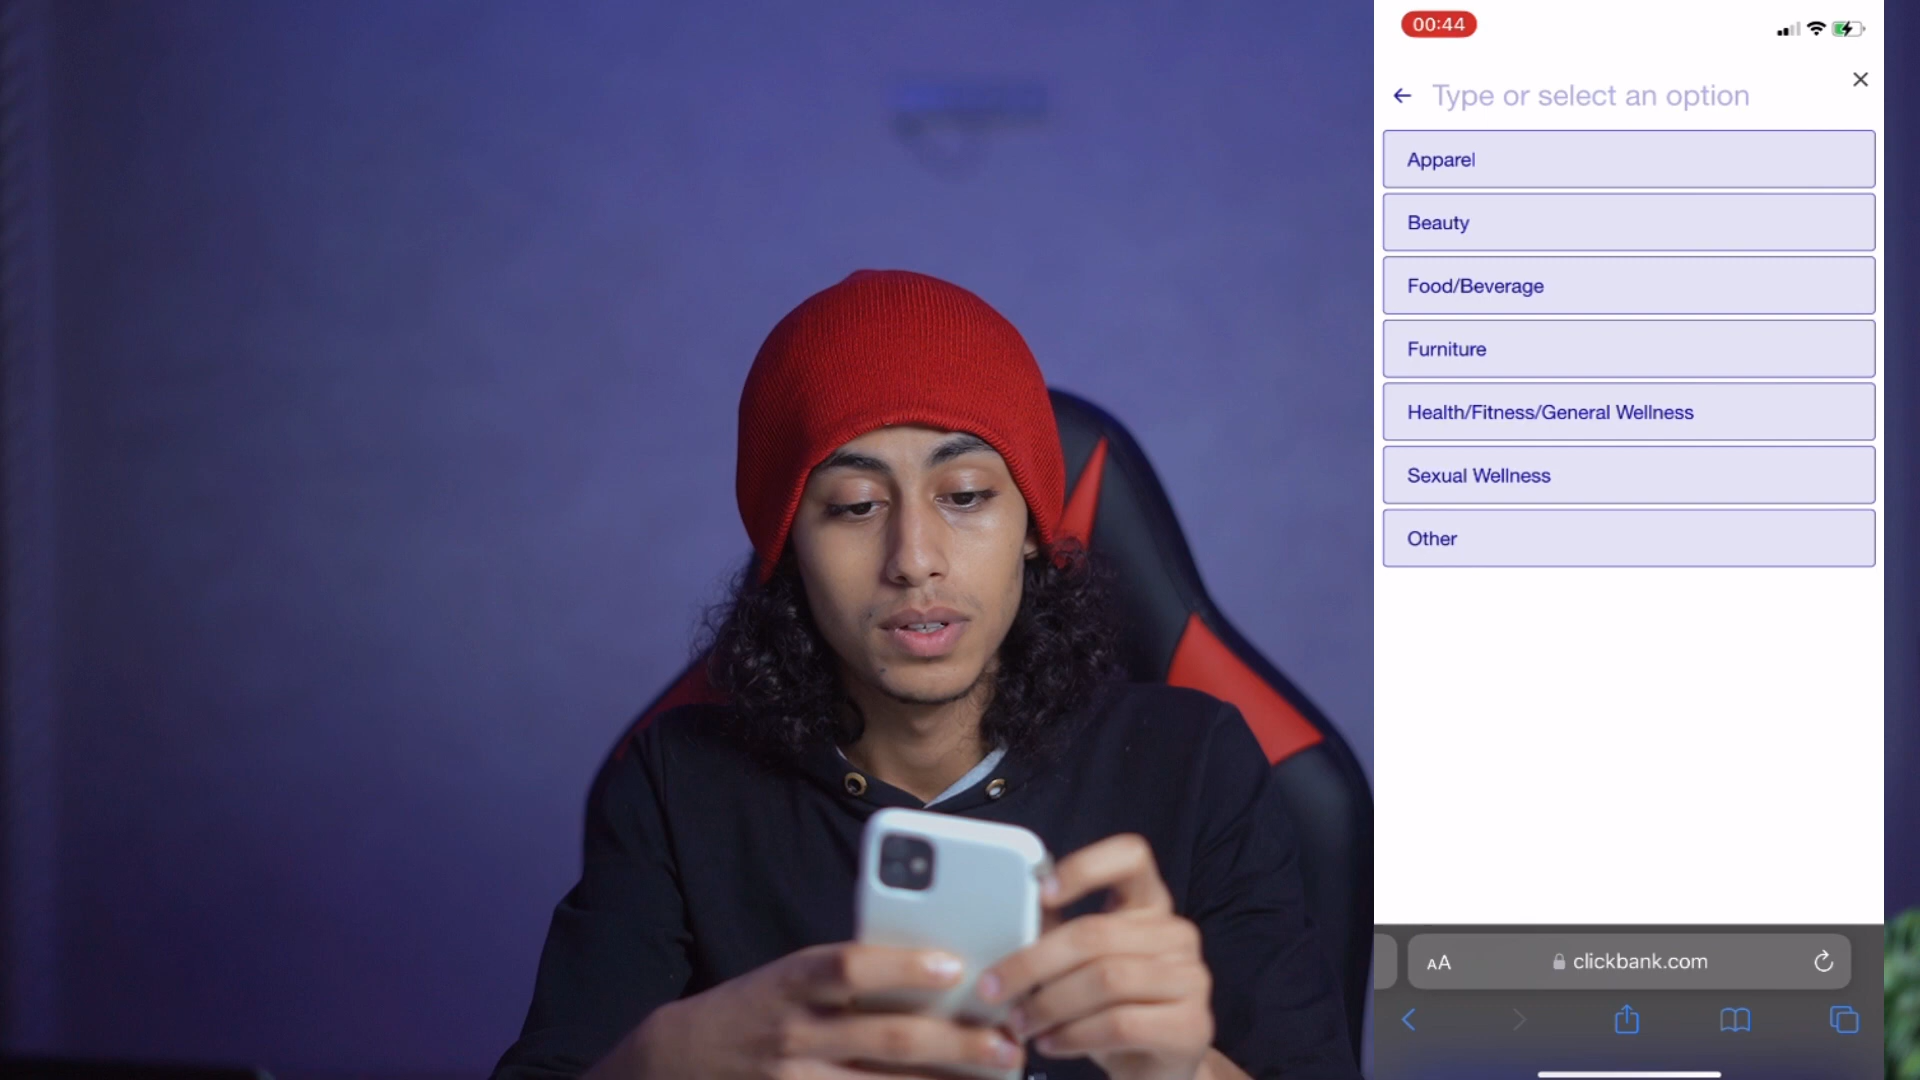 00:44
Type or select an option
Apparel
Beauty
Food/Beverage
Furniture
Health/Fitness/General Wellness
Sexual Wellness
Other
AA
clickbank.com